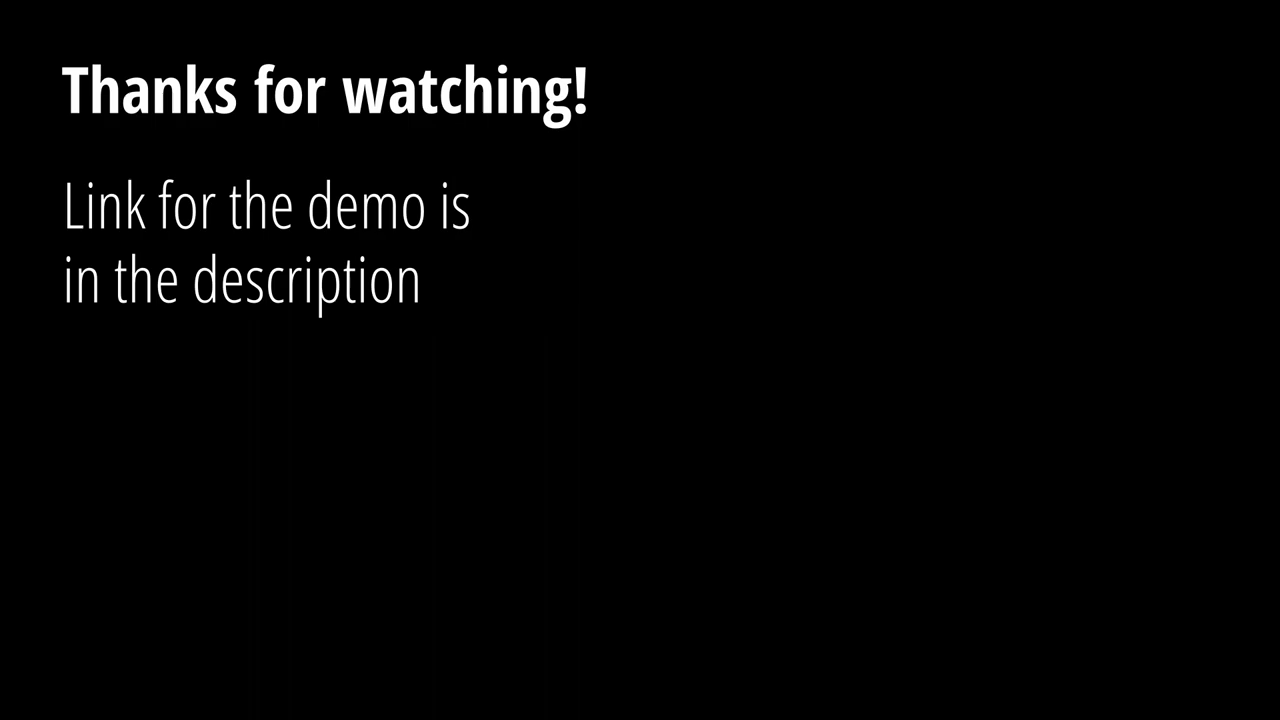 Thanks for watching!
Link for the demo is
in the description